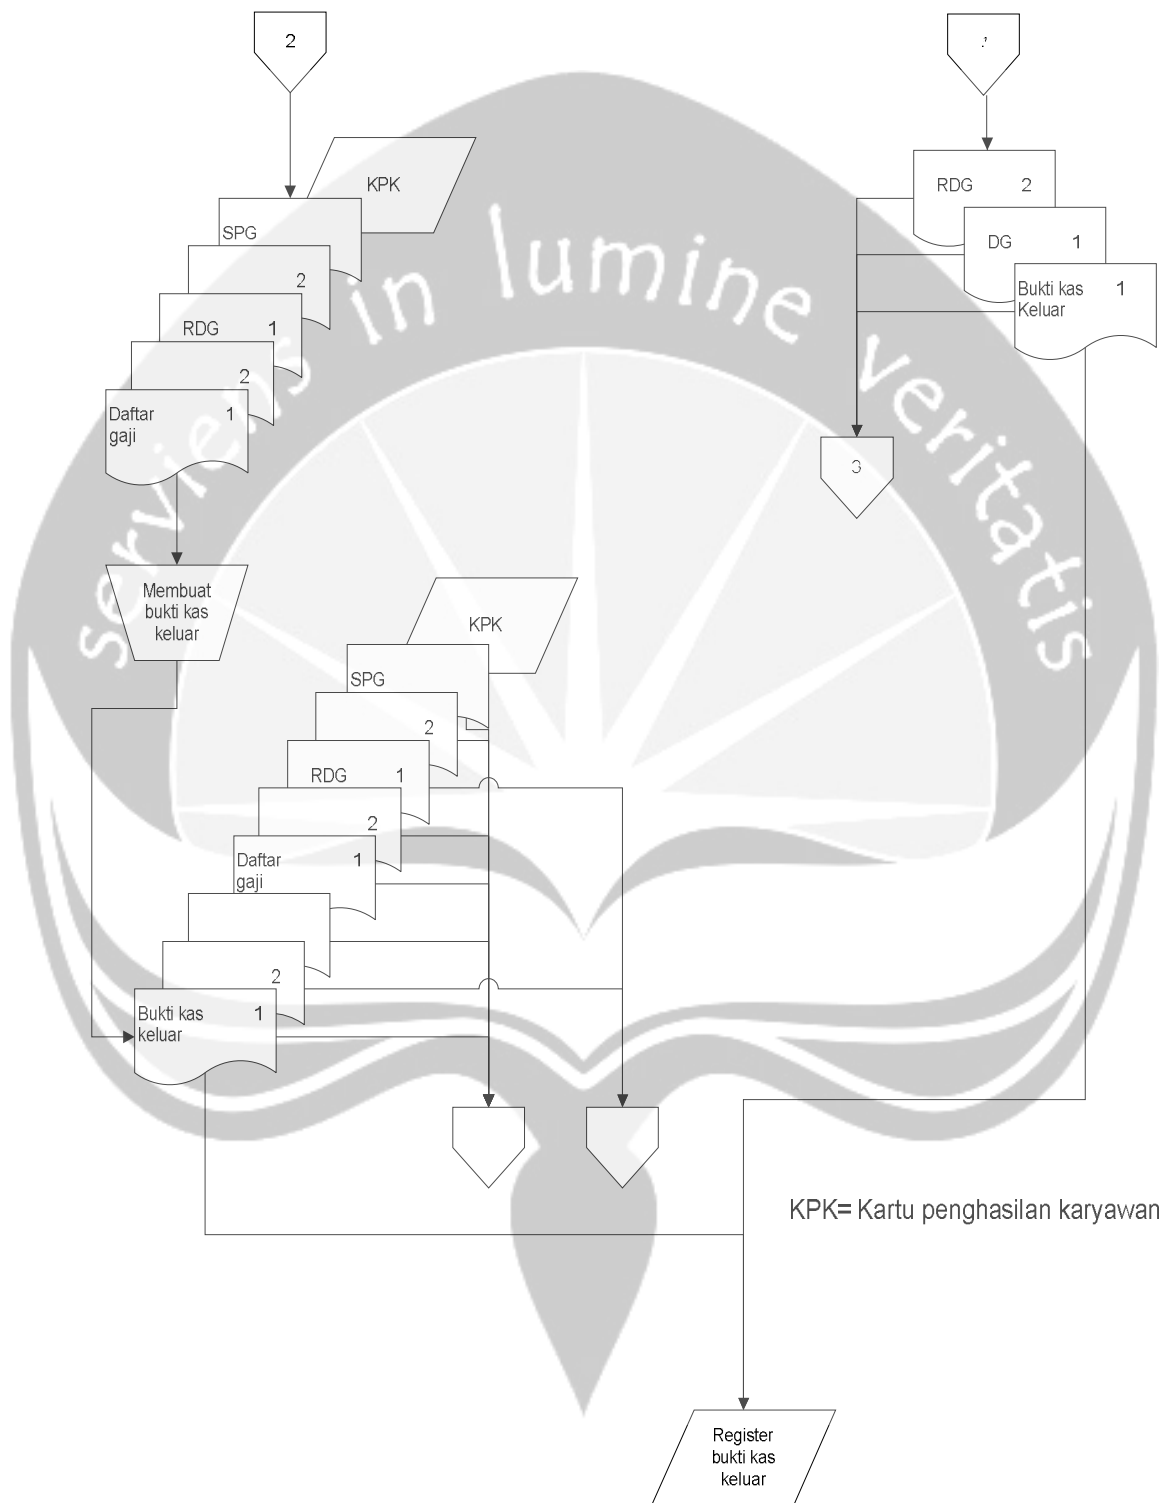 2
KPK
SPG
2
RDG 1
2
Daftar 1
gaji
Membuat
bukti kas
keluar
KPK
SPG
2
RDG 1
2
Daftar 1
gaji
2
Bukti kas 1
keluar
RDG 2
DG 1
Bukti kas 1
Keluar
3
KPK= Kartu penghasilan karyawan
Register
bukti kas
keluar
serviens in lumine veritatis